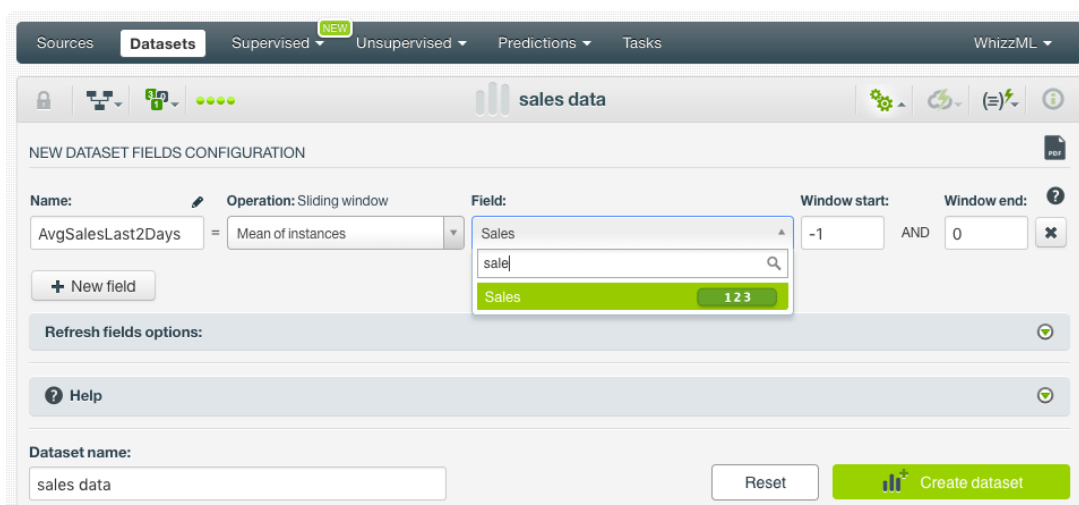 NEW
Sources Datasets Supervised Unsupervised Predictions Tasks WhizzML
sales data
NEW DATASET FIELDS CONFIGURATION
PDF
Name: Operation: Sliding window Field: Window start: Window end:
AvgSalesLast2Days = Mean of instances Sales -1 AND 0
sale
+ New field
Sales 123
Refresh fields options:
Help
Dataset name:
sales data Reset Create dataset